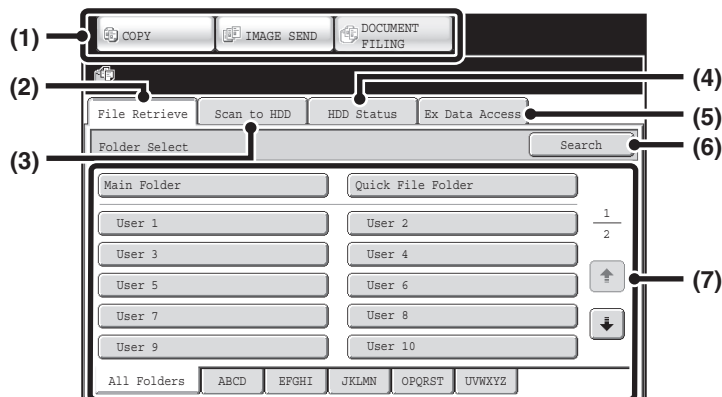 (1) COPY IMAGE SEND DOCUMENT
FILING
(2) (4)
File Retrieve Scan to HDD HDD Status Ex Data Access (5)
(3) Folder Select Search (6)
Main Folder Quick File Folder
User 1 User 2 1
2
User 3 User 4
User 5 User 6 (7)
User 7 User 8
User 9 User 10
All Folders ABCD EFGHI JKLMN OPQRST UVWXYZ